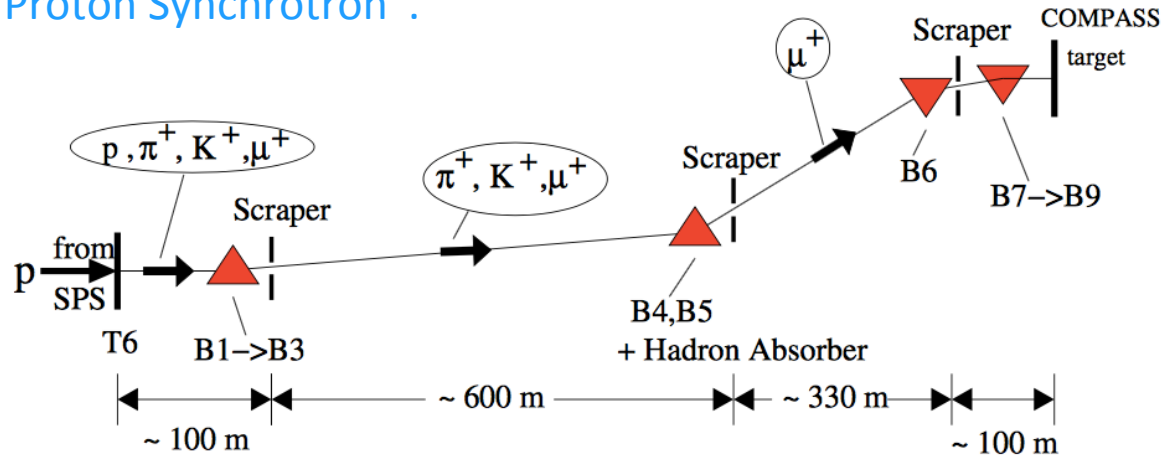 Proton Synchrotron".
COMPASS
Scraper
target
μ+
p,π+, K+,μ+
π+, K+,μ+
Scraper
B6
B7–>B9
Scraper
from
p
SPS
B4,B5
T6
B1–>B3
+ Hadron Absorber
~ 600 m
~ 330 m
~ 100 m
~ 100 m